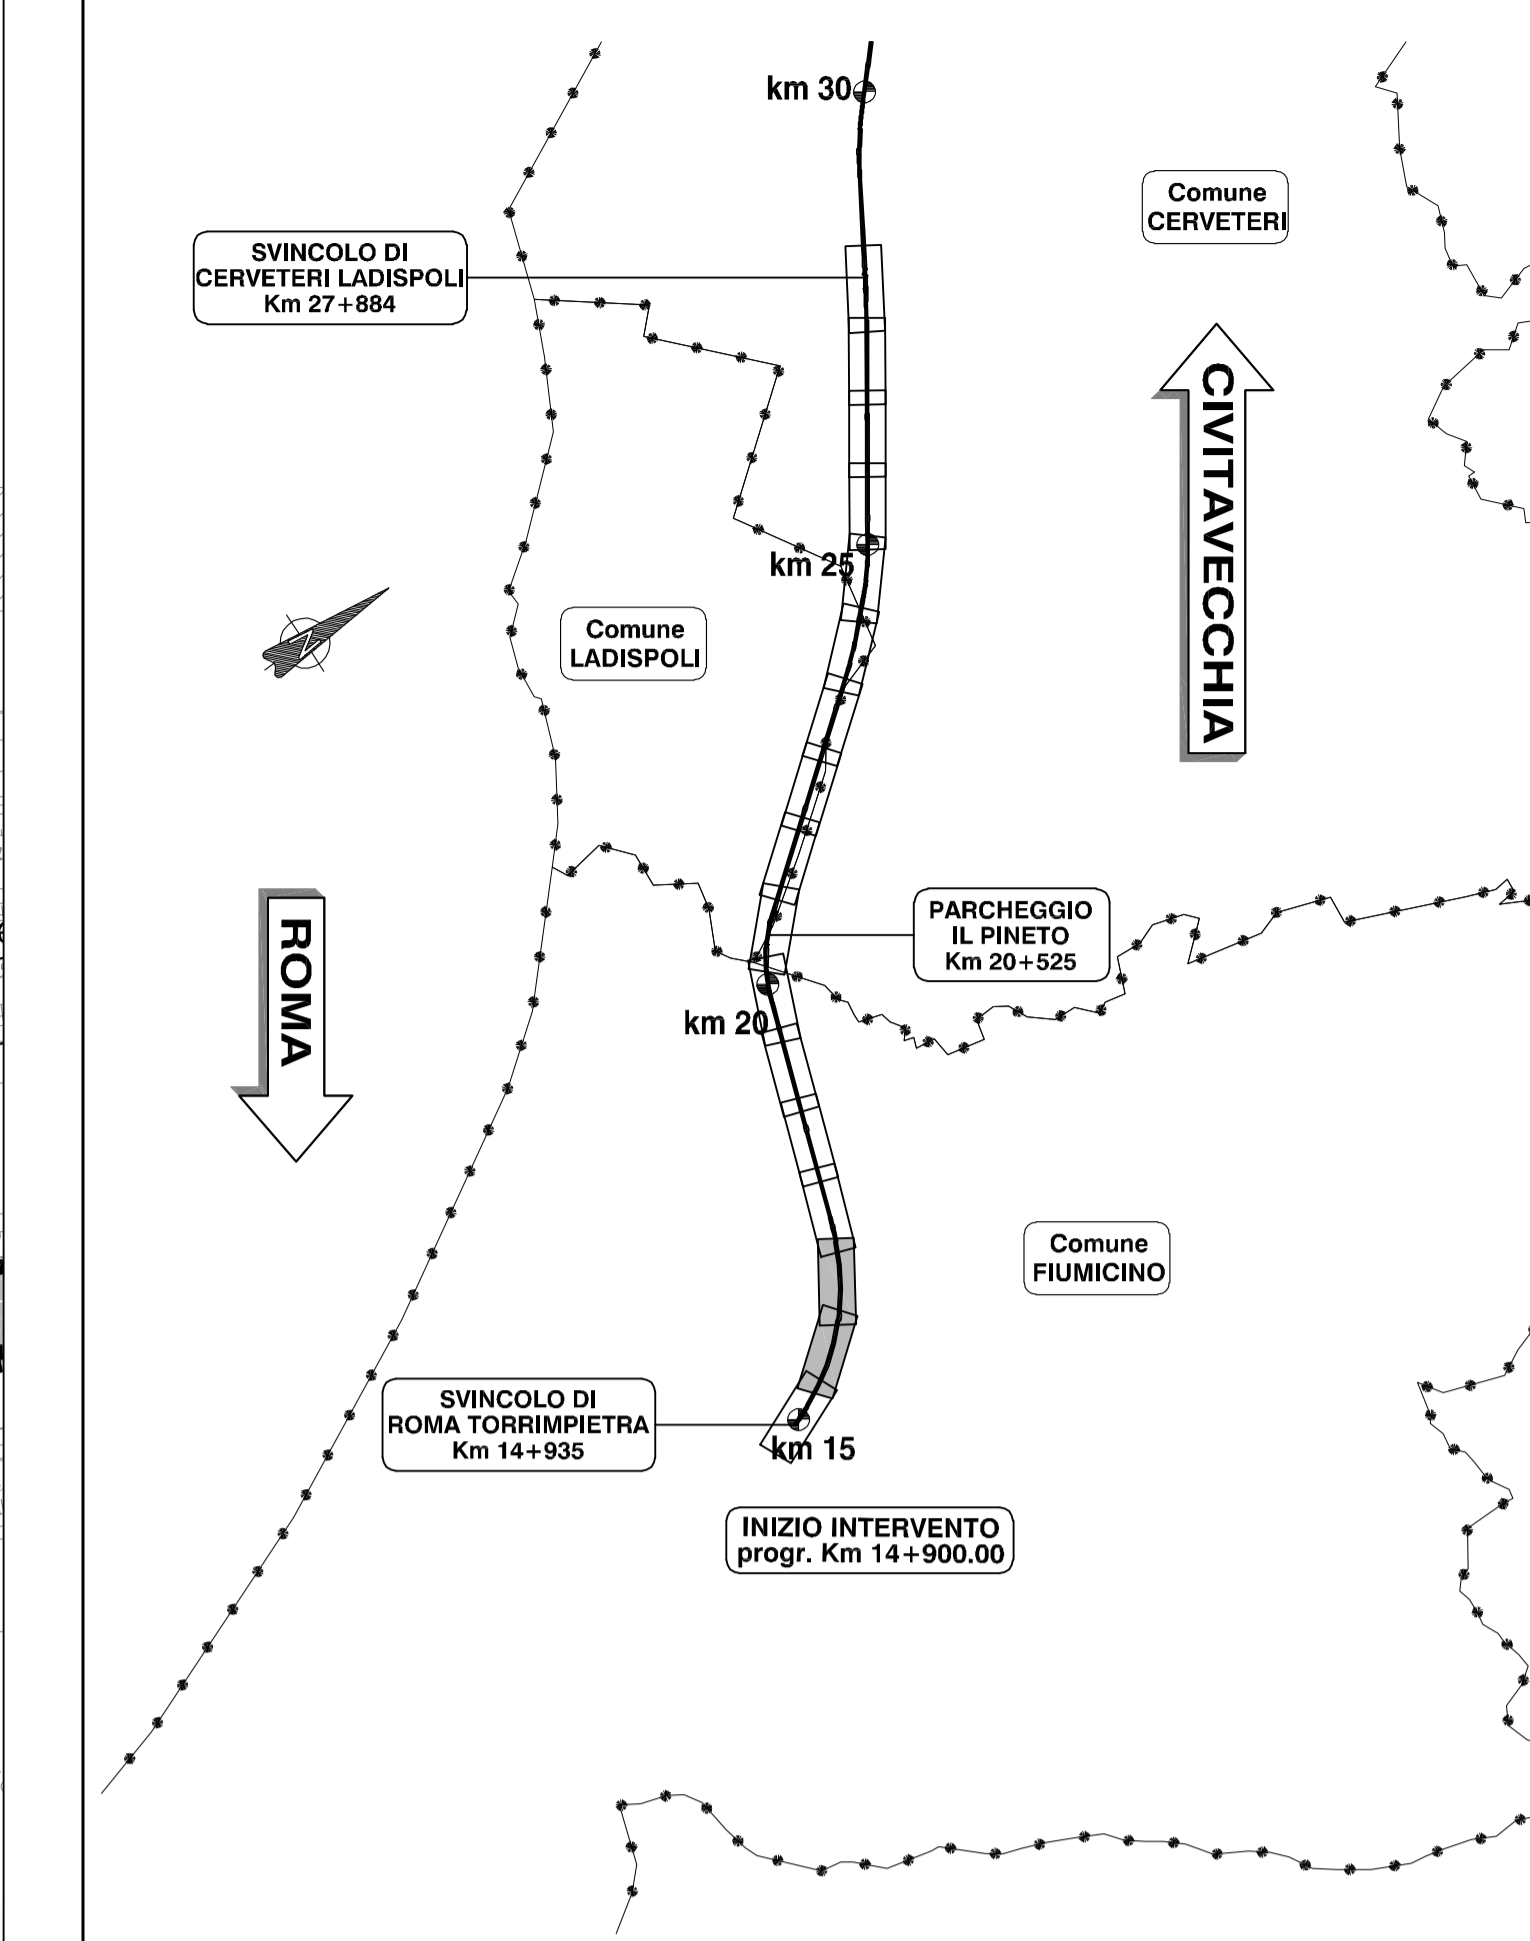 km 30
Comune
CERVETERI
SVINCOLO DI
CERVETERI LADISPOLI
Km 27+884
CIVITAVECCHIA
km 25
Comune
LADISPOLI
Z
ROMA
PARCHEGGIO
IL PINETO
Km 20+525
km 20
Comune
FIUMICINO
SVINCOLO DI
ROMA TORRIMPIETRA
Km 14+935
km 15
INIZIO INTERVENTO
progr. Km 14+900.00